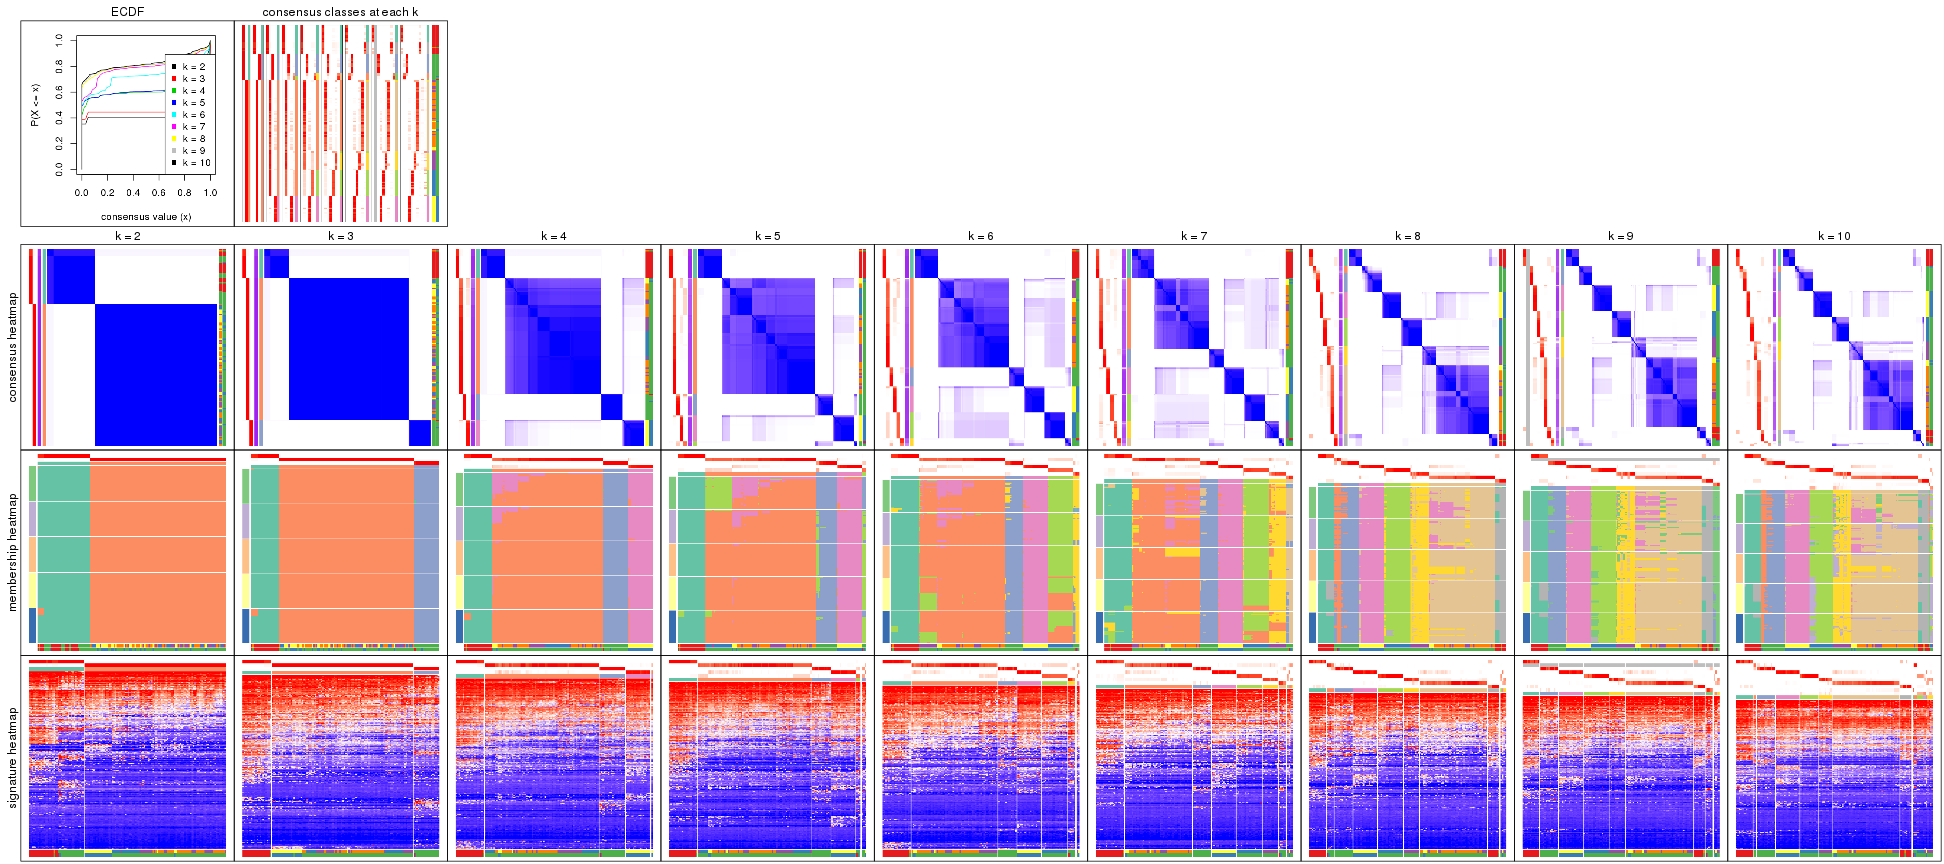 ECDF
consensus classes at each k
P(X <= x)
0.0 0.2 0.4 0.6 0.8 1.0
k = 2
k = 3
k = 4
k = 5
k = 6
k = 7
k = 8
k = 9
k = 10
0.0 0.2 0.4 0.6 0.8 1.0
consensus value (x)
k = 2 k = 3 k = 4 k = 5 k = 6 k = 7 k = 8 k = 9 k = 10
consensus heatmap
membership heatmap
signature heatmap